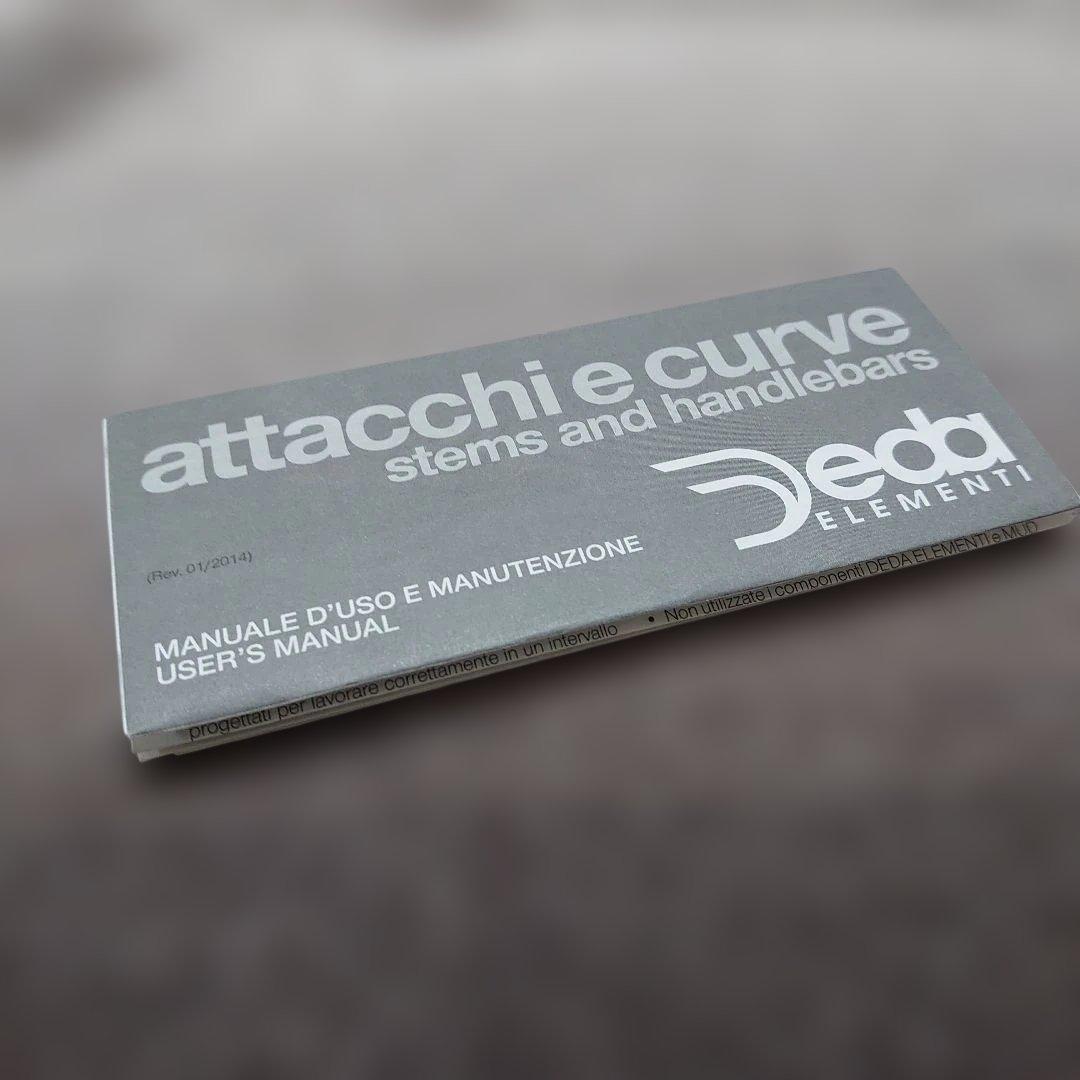 attacchi e curve
stems and handlebars
Deda
ELEMENTI
(Rev. 01/2014)
MANUALE D'USO E MANUTENZIONE
USER'S MANUAL
progettati per lavorare correttamente in un intervallo
• Non utilizzate i componenti DEDA ELEMENTI e MUD